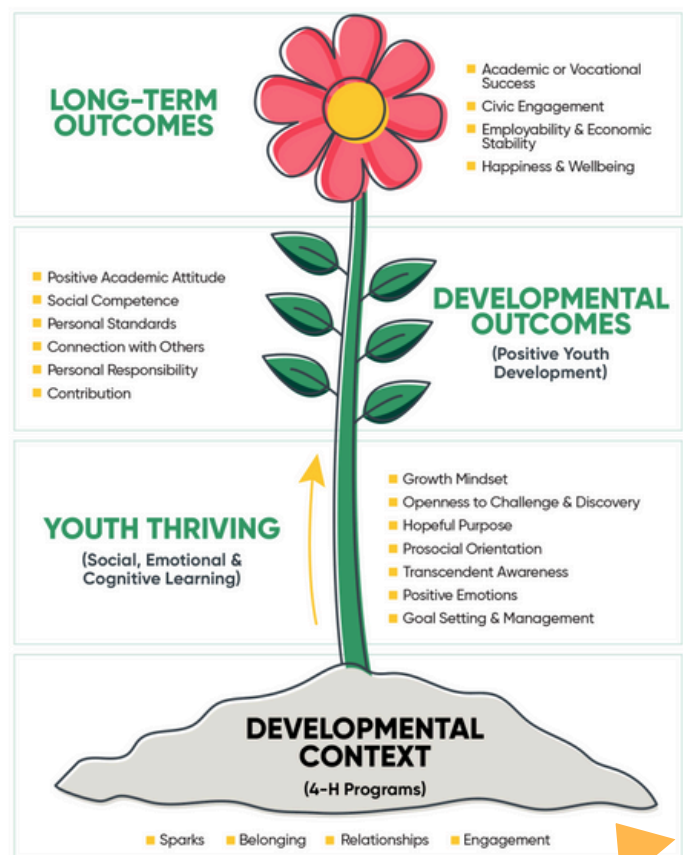 LONG-TERM
OUTCOMES
Academic or Vocational
Success
Civic Engagement
Employability & Economic
Stability
Happiness & Wellbeing
Positive Academic Attitude
Social Competence
Personal Standards
Connection with Others
Personal Responsibility
Contribution
DEVELOPMENTAL
OUTCOMES
(Positive Youth
Development)
YOUTH THRIVING
(Social, Emotional &
Cognitive Learning)
Growth Mindset
Openness to Challenge & Discovery
Hopeful Purpose
Prosocial Orientation
Transcendent Awareness
Positive Emotions
Goal Setting & Management
DEVELOPMENTAL
CONTEXT
(4-H Programs)
Sparks Belonging Relationships Engagement